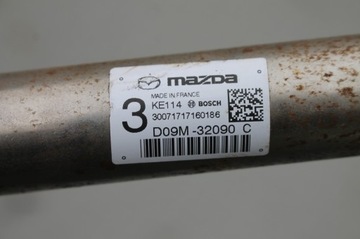 mazda
MADE IN FRANCE
3 KE114 BOSCH
30071717160186
D09M-32090 C